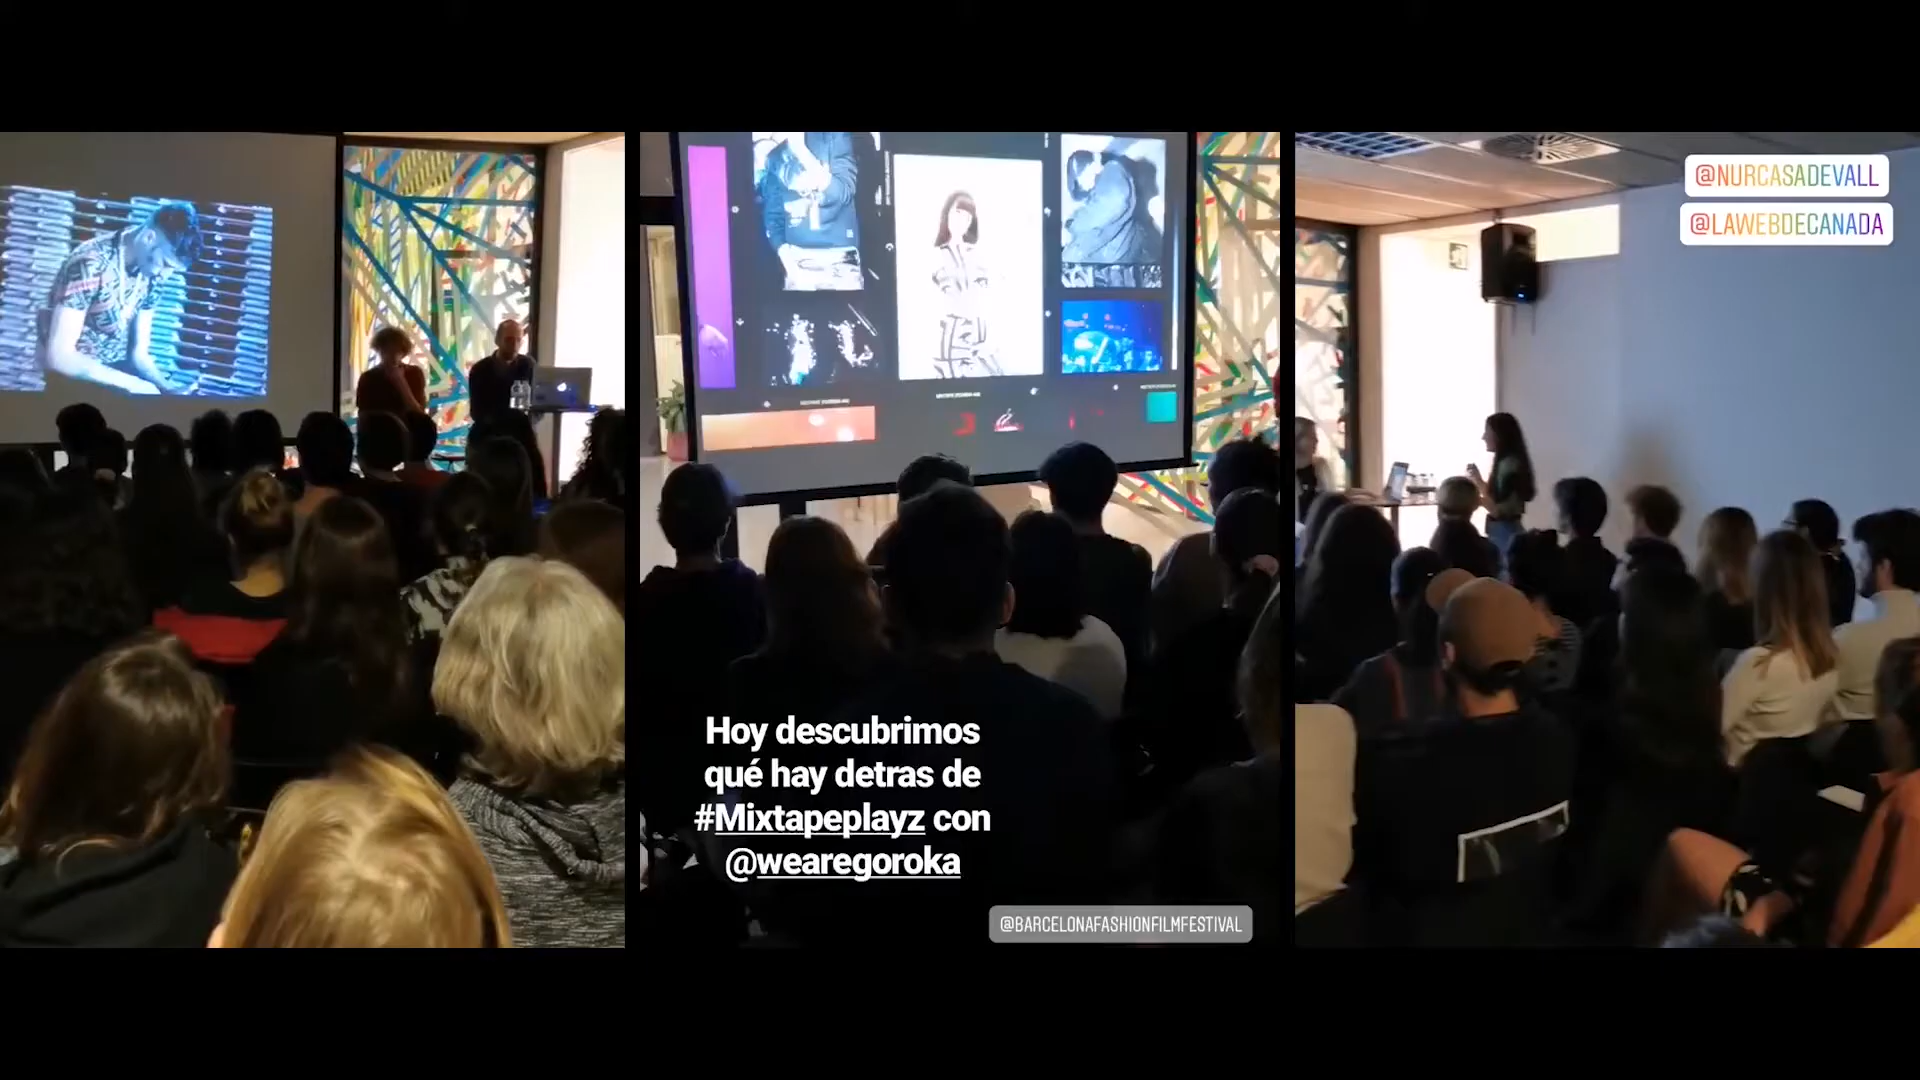 Hoy descubrimos
qué hay detras de
#Mixtapeplayz con
@wearegoroka
@BARCELONAFASHIONFILMFESTIVAL
@NURCASADEVALL
@LAWEBDECANADA